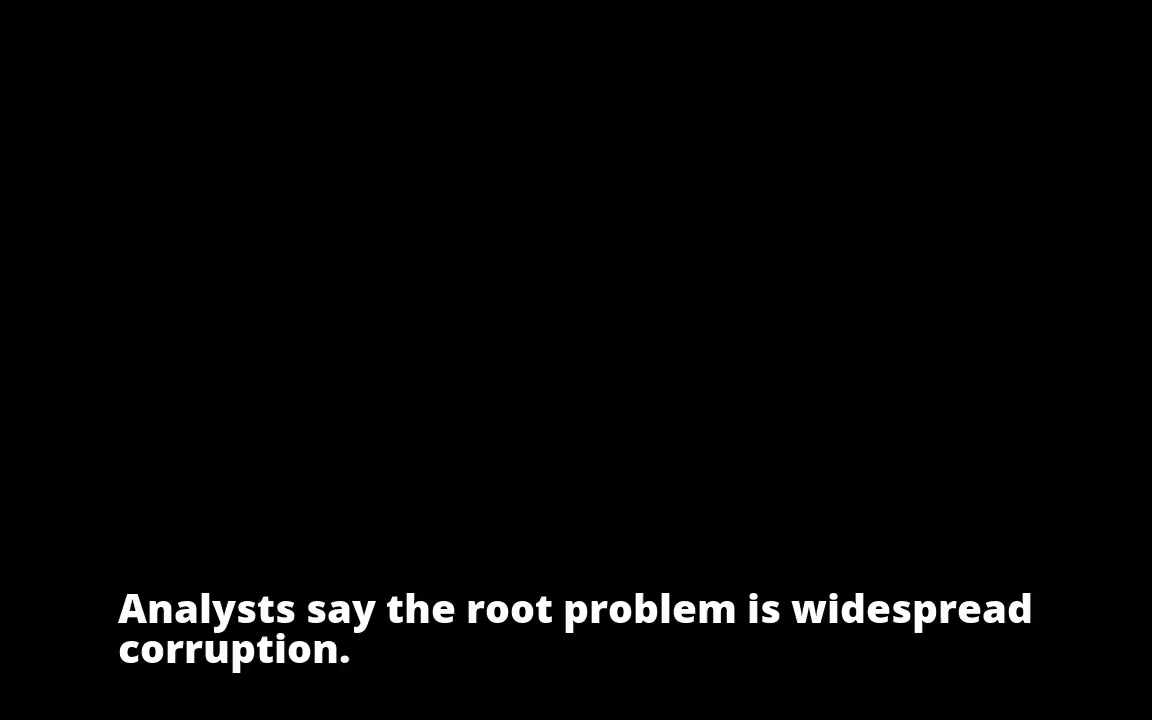 Analysts say the root problem is widespread
corruption.